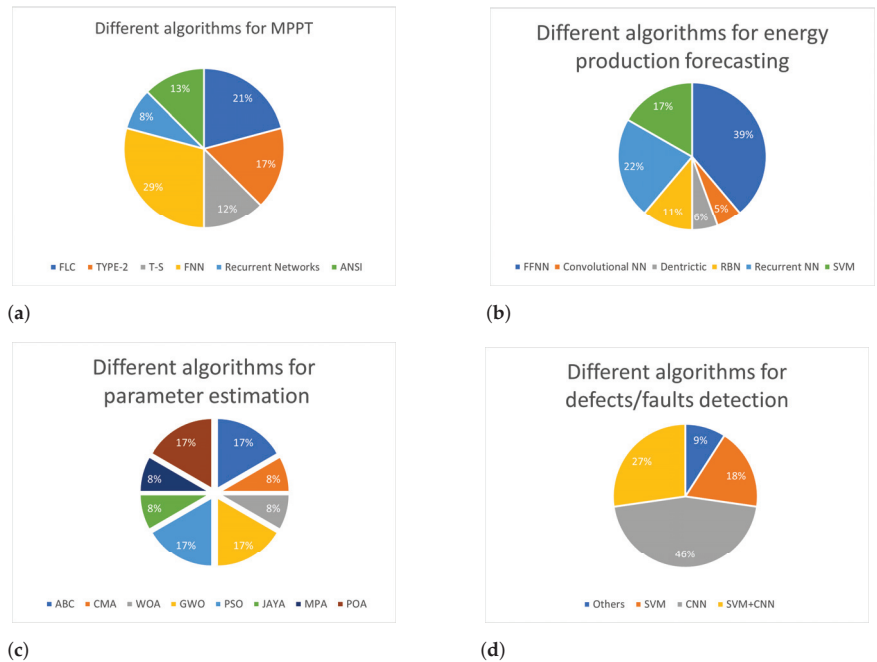 Different algorithms for MPPT
13%
21%
8%
17%
29%
12%
FLC TYPE-2 T-S FNN Recurrent Networks ANSI
(a)
Different algorithms for energy
production forecasting
17%
39%
22%
11%
6%
5%
FFNN Convolutional NN Dentrictic RBN Recurrent NN SVM
(b)
Different algorithms for
parameter estimation
17%
17%
8%
8%
8%
8%
17%
17%
ABC CMA WOA GWO PSO JAYA MPA POA
(c)
Different algorithms for
defects/faults detection
9%
27%
18%
46%
Others SVM CNN SVM+CNN
(d)